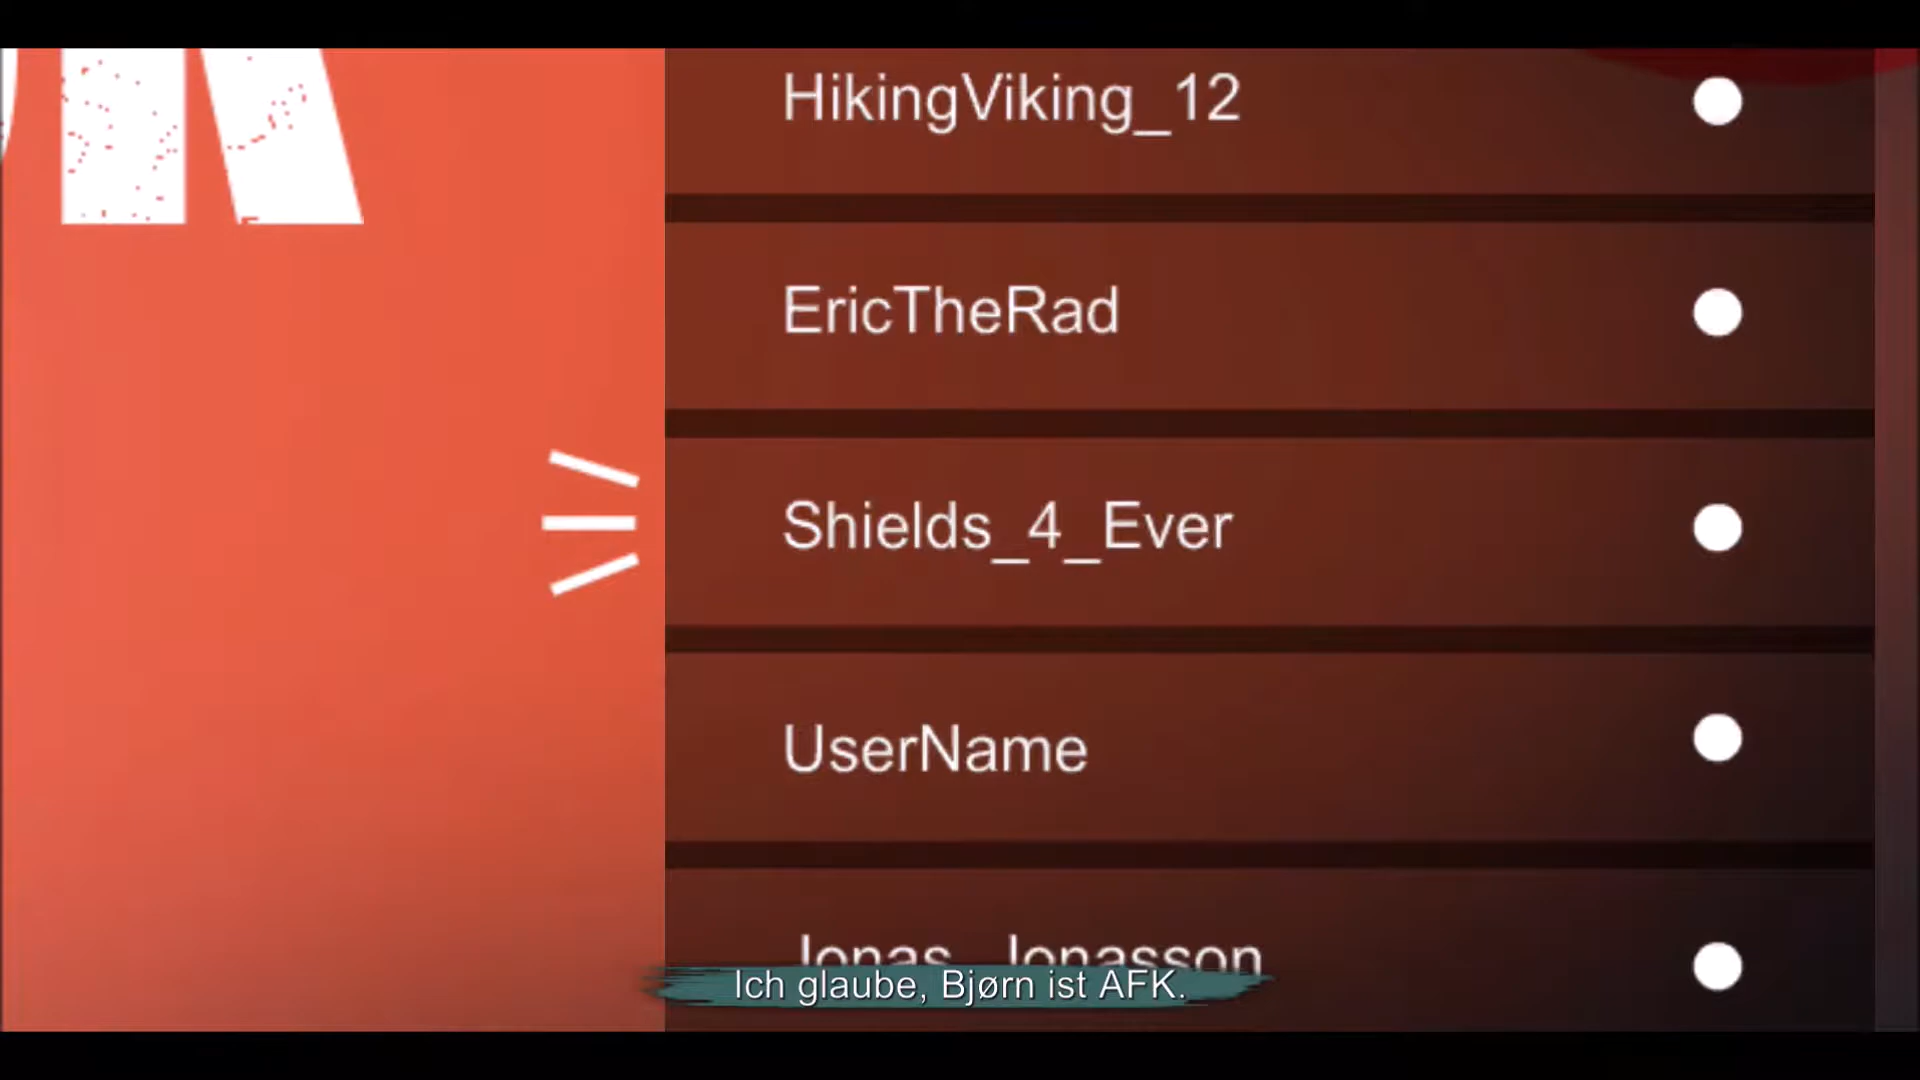 HikingViking_12
EricTheRad
Shields_4_Ever
UserName
Jonas_Jonasson
Ich glaube, Bjørn ist AFK.